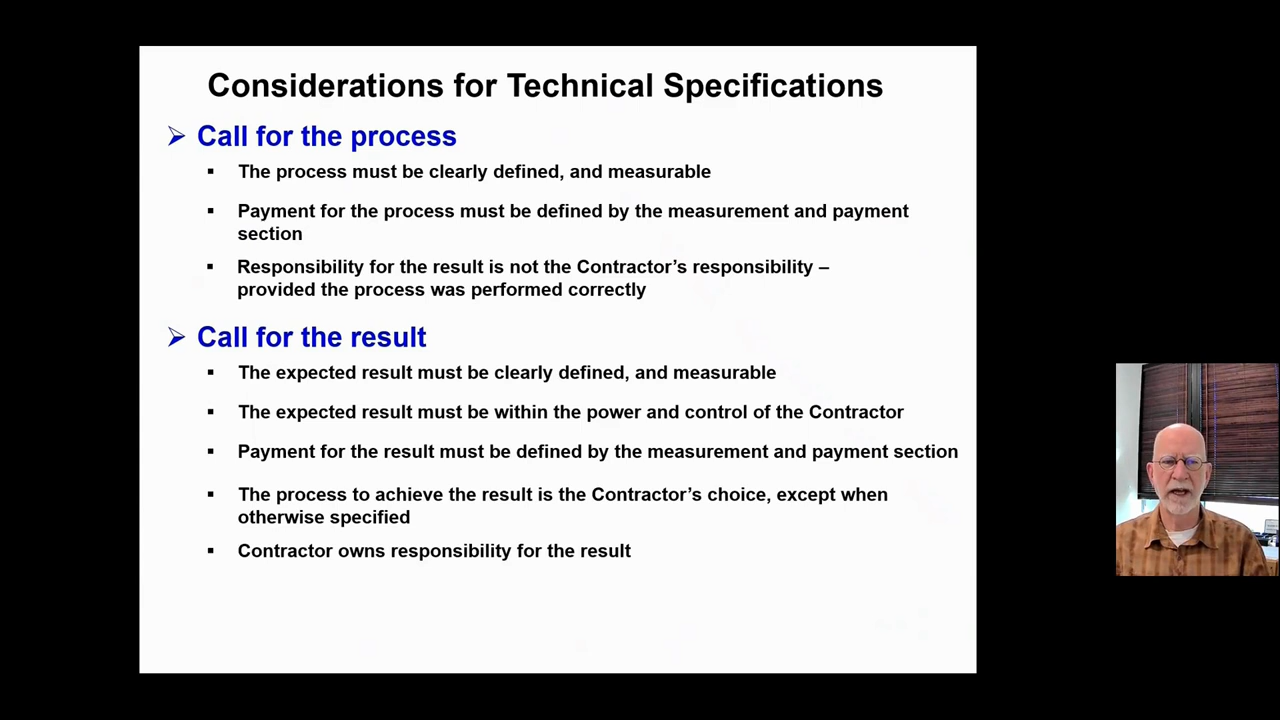 Considerations for Technical Specifications
Call for the process
The process must be clearly defined, and measurable
Payment for the process must be defined by the measurement and payment
section
Responsibility for the result is not the Contractor’s responsibility –
provided the process was performed correctly
Call for the result
The expected result must be clearly defined, and measurable
The expected result must be within the power and control of the Contractor
Payment for the result must be defined by the measurement and payment section
The process to achieve the result is the Contractor’s choice, except when
otherwise specified
Contractor owns responsibility for the result